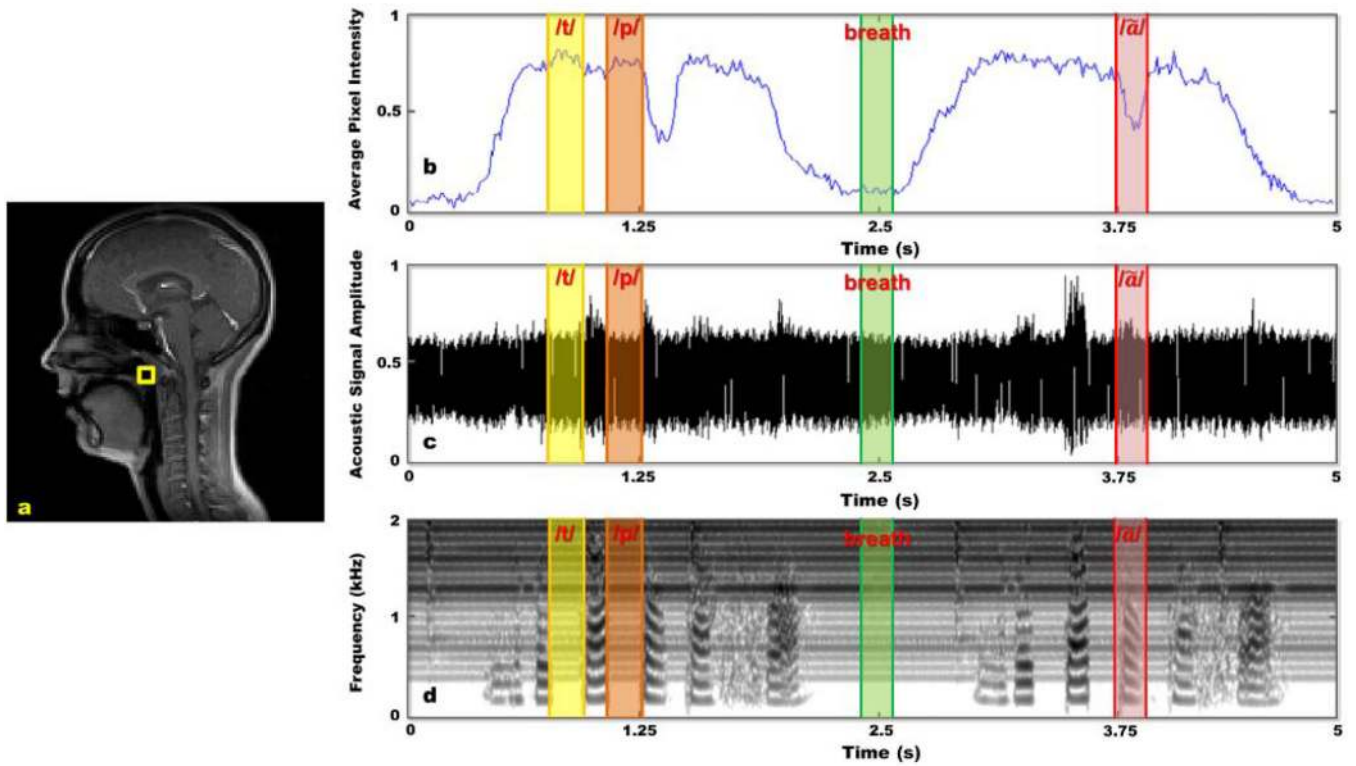 a
Average Pixel Intensity
1
0.5
0
b
/t/
/p/
breath
/ã/
0
1.25
2.5
3.75
5
Time (s)
Acoustic Signal Amplitude
1
0.5
0
c
/t/
/p/
breath
/ã/
0
1.25
2.5
3.75
5
Time (s)
Frequency (kHz)
2
1
0
d
/t/
/p/
breath
/ã/
0
1.25
2.5
3.75
5
Time (s)